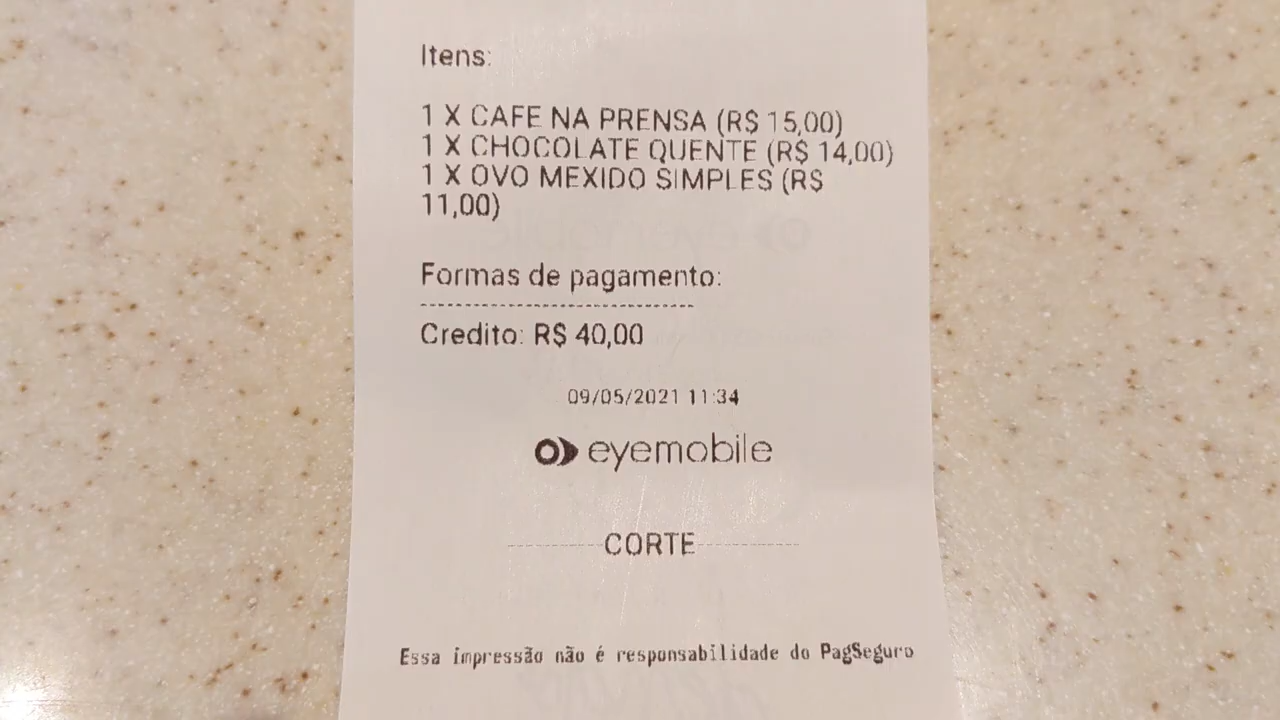 Itens:
1 X CAFE NA PRENSA (R$ 15,00)
1 X CHOCOLATE QUENTE (R$ 14,00)
1 X OVO MEXIDO SIMPLES (R$
11,00)
Formas de pagamento:
--------------------------------
Credito: R$ 40,00
09/05/2021 11:34
eyemobile
----------CORTE----------
Essa impressão não é responsabilidade do PagSeguro